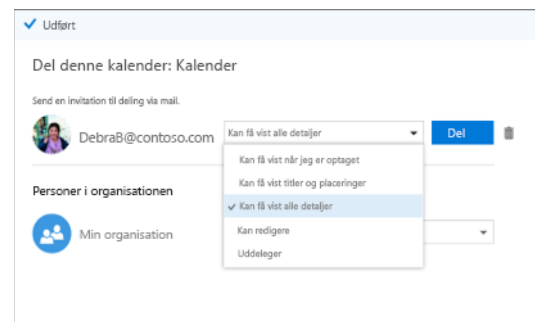 Udført
Del denne kalender: Kalender
Send en invitation til deling via mail.
DebraB@contoso.com
Kan få vist alle detaljer
Del
Kan få vist når jeg er optaget
Kan få vist titler og placeringer
Kan få vist alle detaljer
Kan redigere
Uddeleger
Personer i organisationen
Min organisation